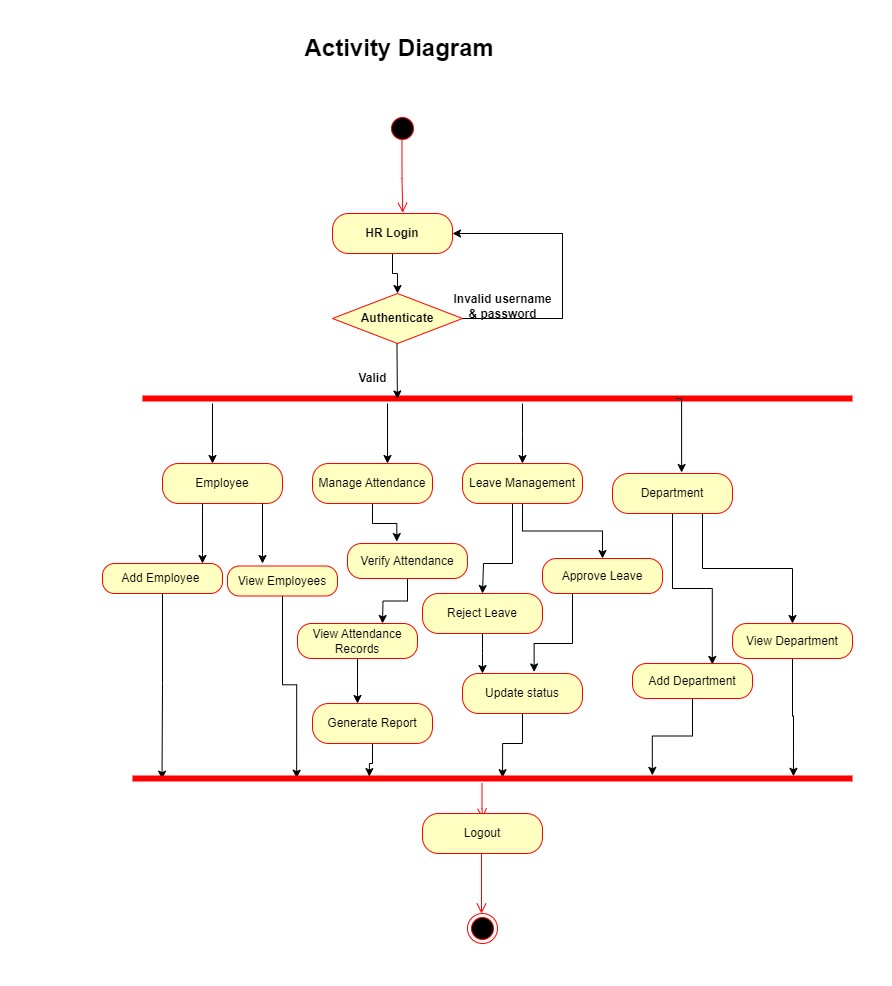 Activity Diagram
HR Login
Invalid username
& password
Authenticate
Valid
Employee
Manage Attendance
Leave Management
Department
Add Employee
View Employees
Verify Attendance
Approve Leave
Reject Leave
View Attendance
Records
View Department
Add Department
Update status
Generate Report
Logout